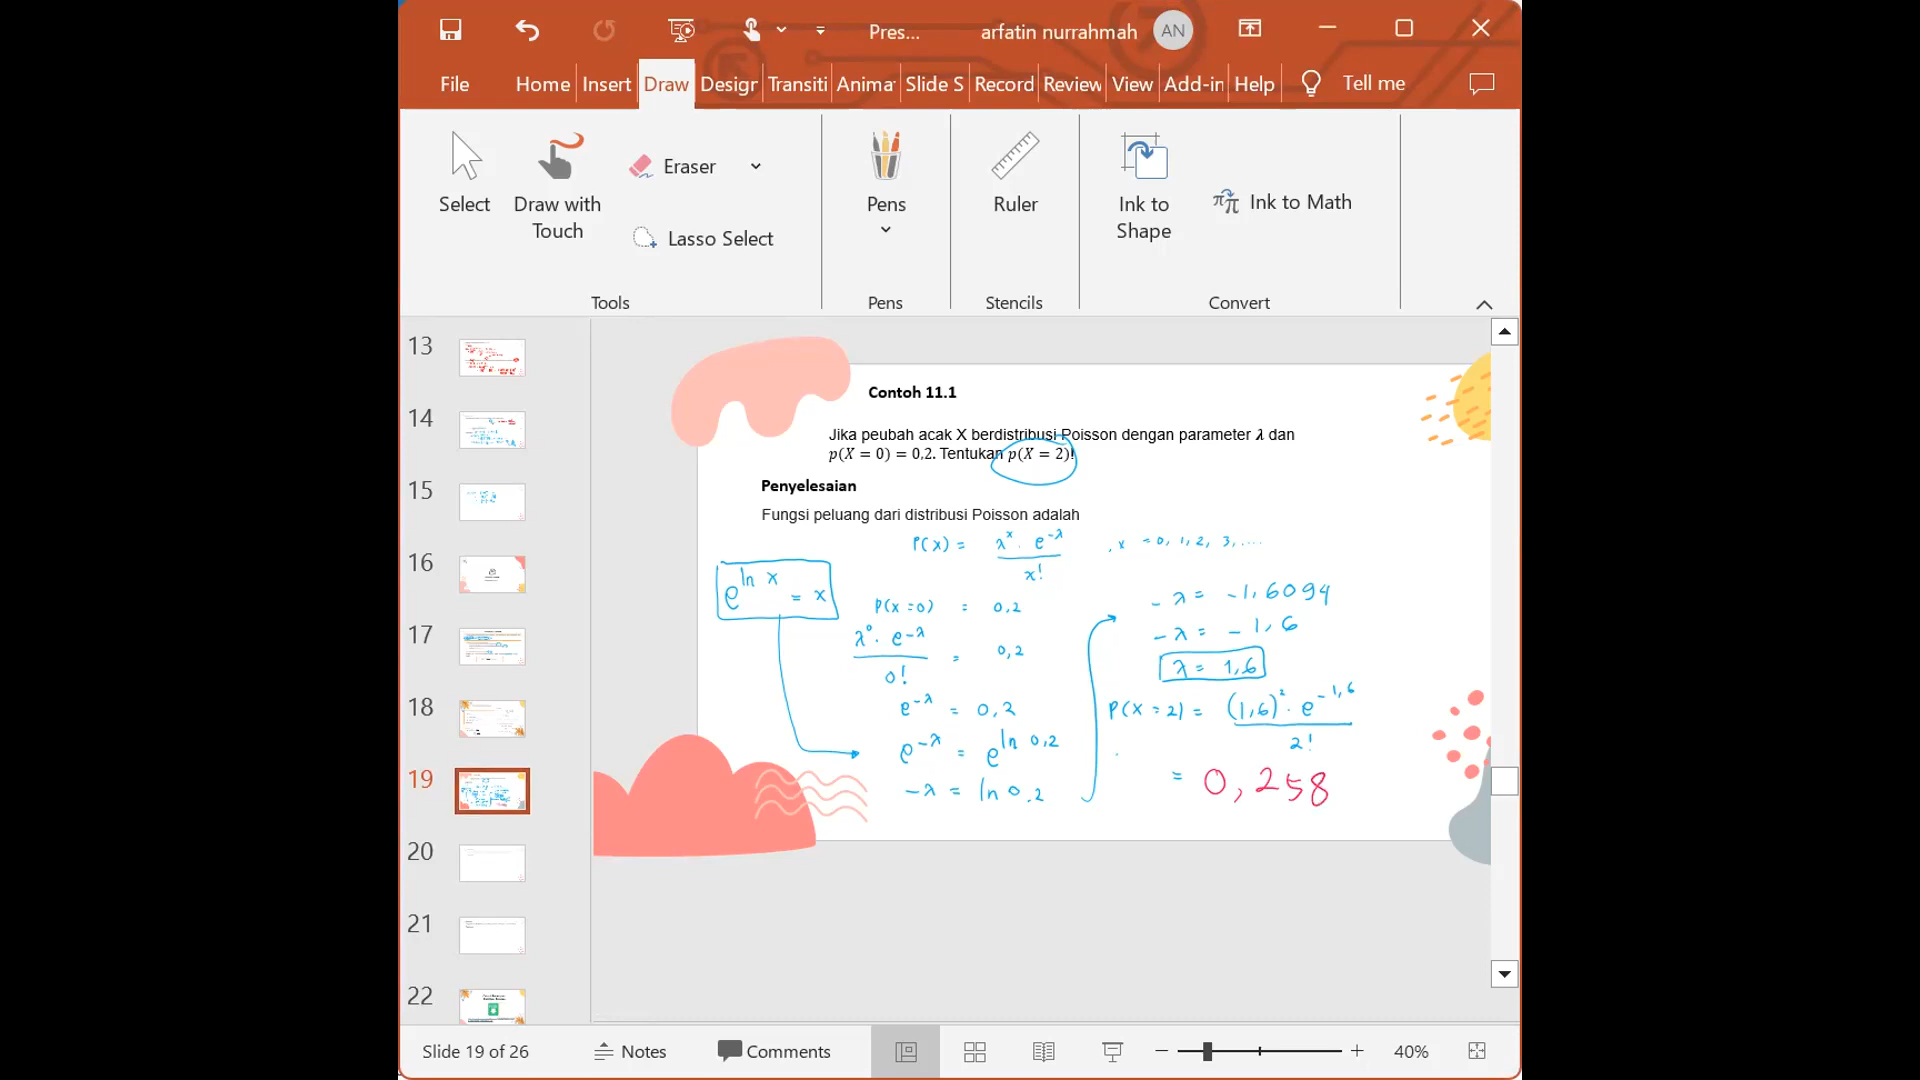 Pres... arfatin nurrahmah AN
File Home Insert Draw Design Transiti Anima Slide S Record Review View Add-in Help Tell me
Select
Draw with Touch
Eraser
Lasso Select
Pens
Ruler
Ink to Shape
Ink to Math
Tools Pens Stencils Convert
13
14
15
16
17
18
19
20
21
22
Contoh 11.1
Jika peubah acak X berdistribusi Poisson dengan parameter λ dan
p(X = 0) = 0,2. Tentukan p(X = 2)!
Penyelesaian
Fungsi peluang dari distribusi Poisson adalah
P(x) = λ^x · e^-λ / x! , x = 0, 1, 2, 3, ....
e^ln x = x
P(x=0) = 0,2
λ^0 · e^-λ / 0! = 0,2
e^-λ = 0,2
e^-λ = e^ln 0,2
-λ = ln 0,2
-λ = -1,6094
-λ = -1,6
λ = 1,6
P(X=2) = (1,6)^2 · e^-1,6 / 2!
= 0,258
Slide 19 of 26 Notes Comments 40%